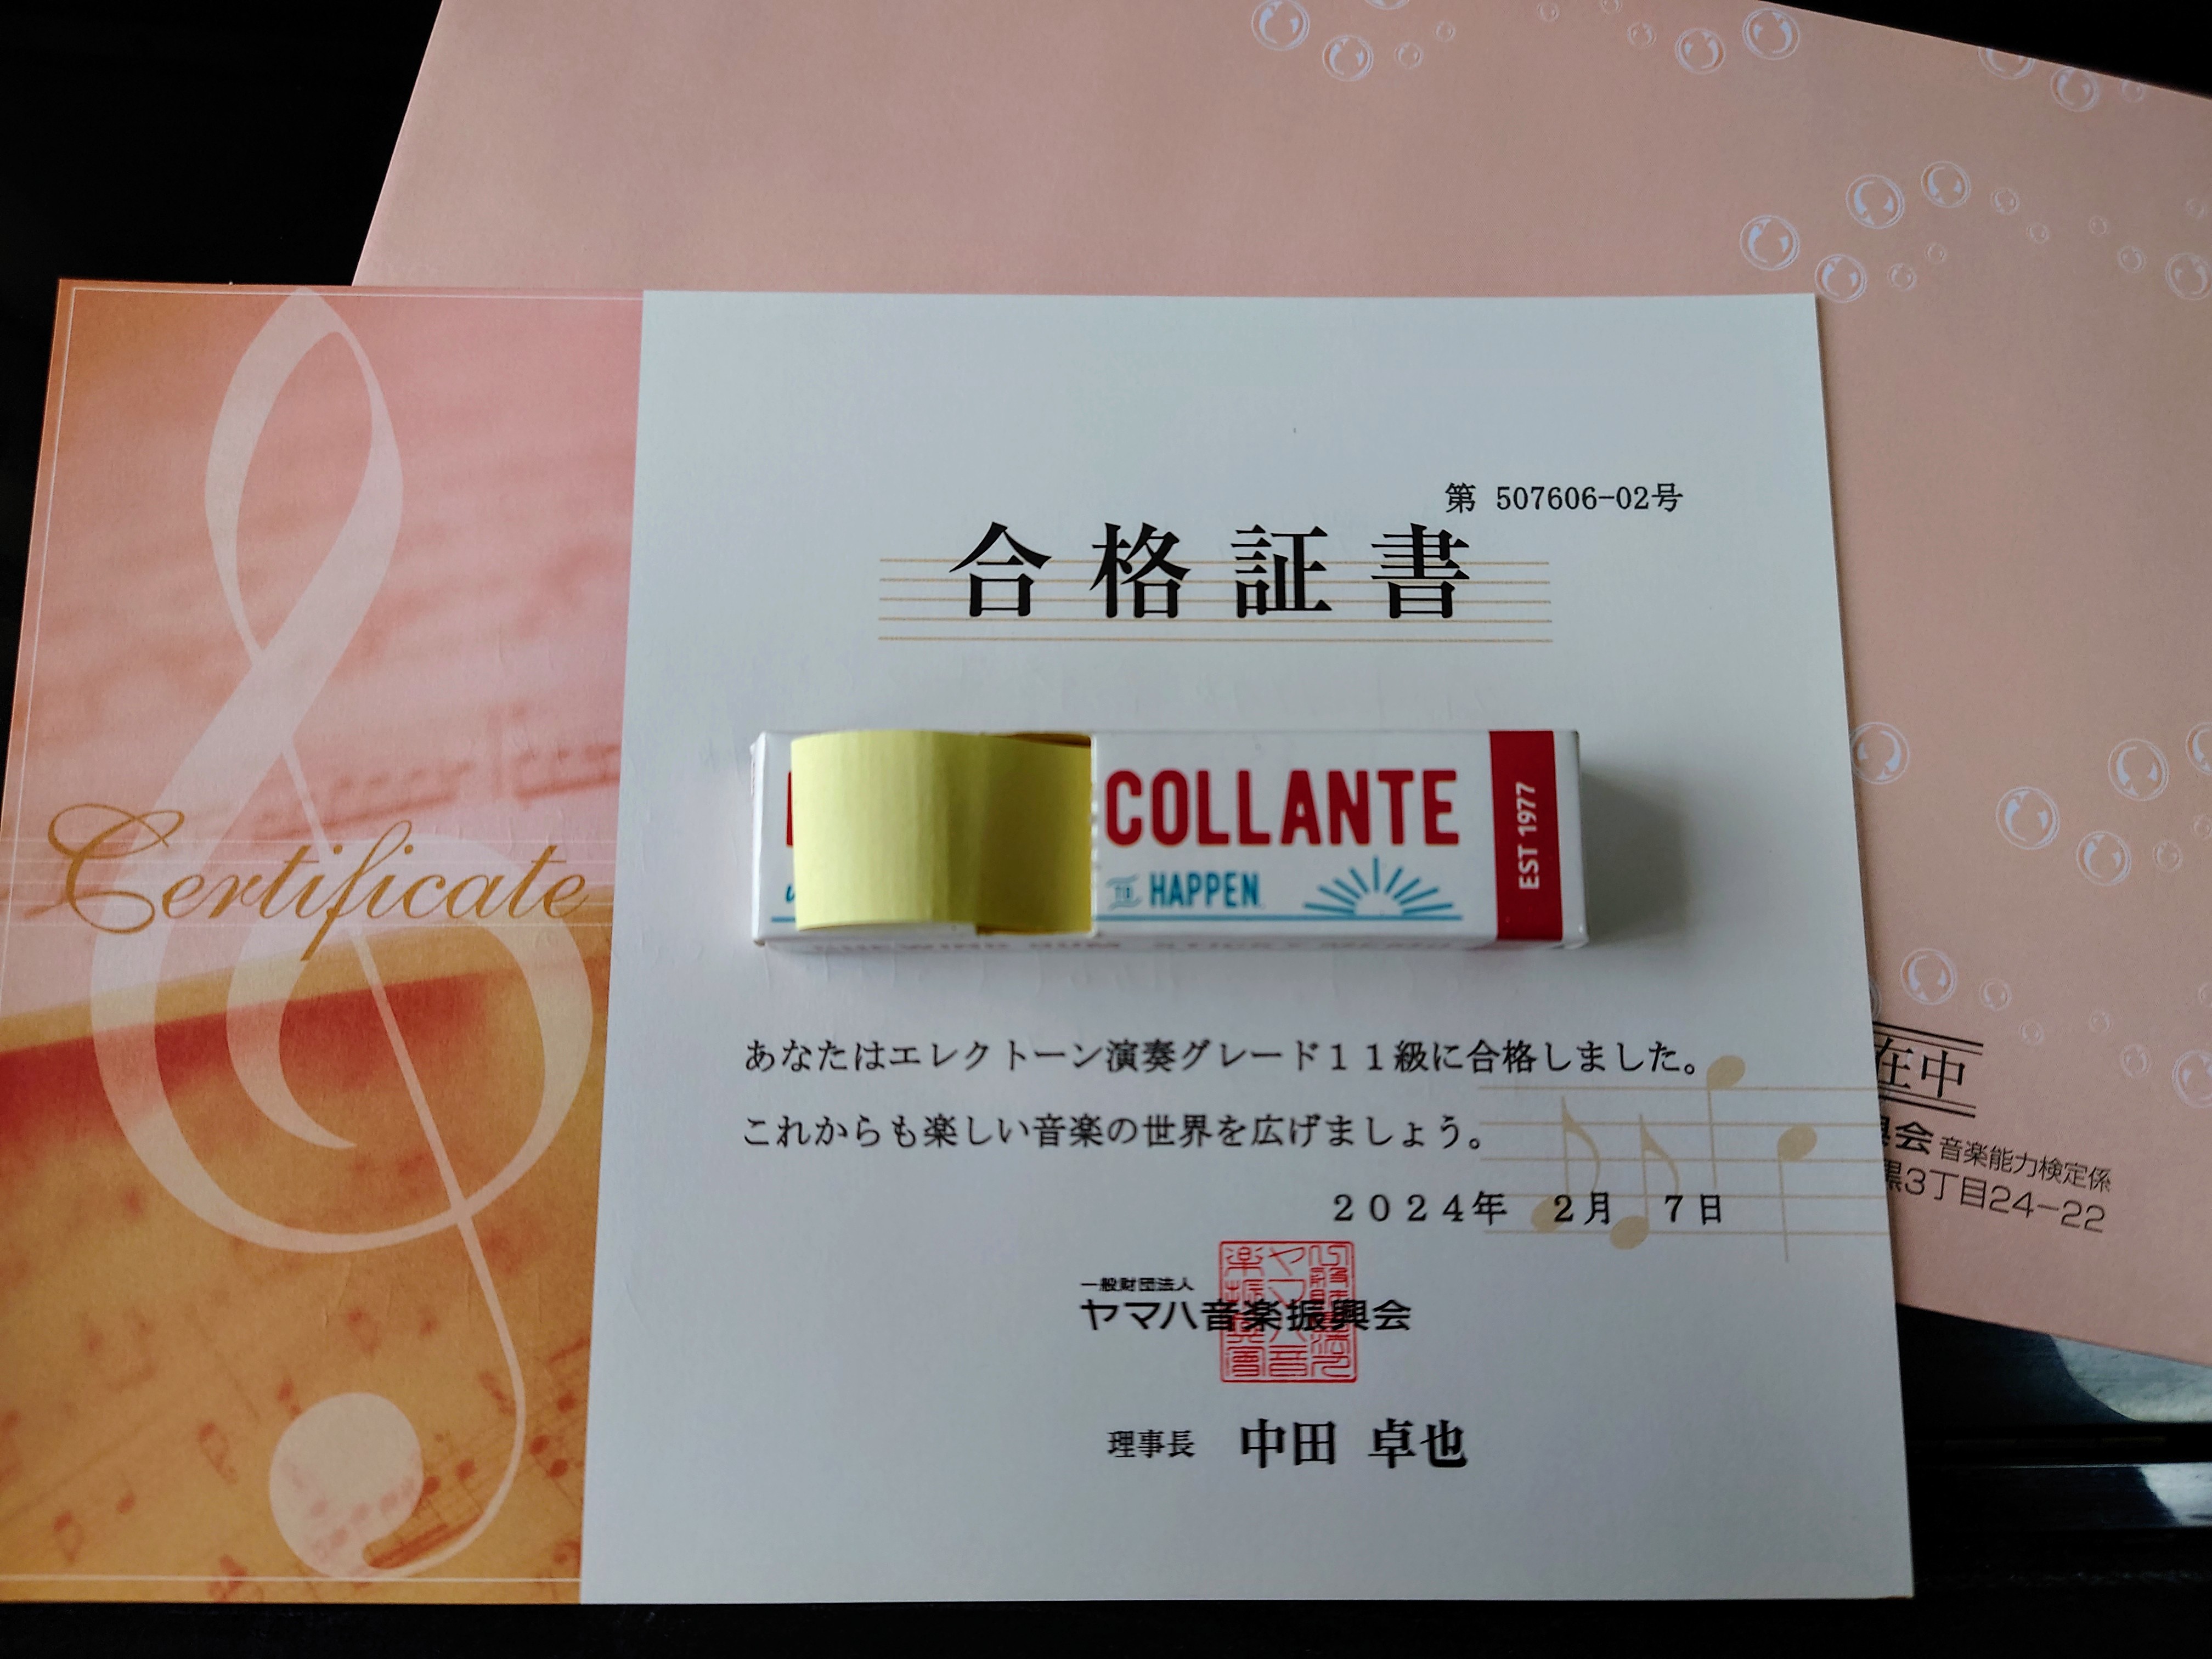 第 507606-02号
合格証書
COLLANTE
TO HAPPEN
EST 1977
Certificate
あなたはエレクトーン演奏グレード11級に合格しました。
これからも楽しい音楽の世界を広げましょう。
2024年 2月 7日
一般財団法人
ヤマハ音楽振興会
理事長 中田 卓也
在中
興会 音楽能力検定係
黒3丁目24-22